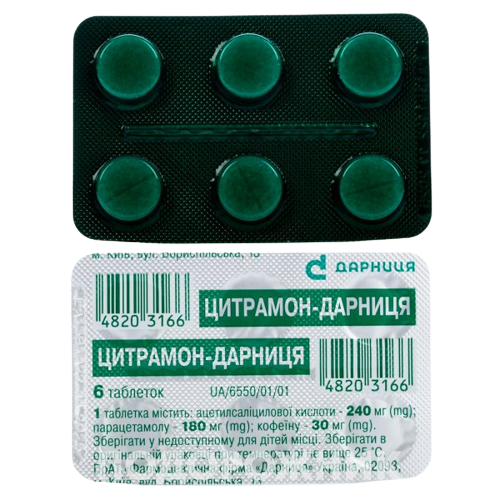 м. Київ, вул. Бориспільська, 13
ДАРНИЦЯ
ЦИТРАМОН-ДАРНИЦЯ
4820 3166
ЦИТРАМОН-ДАРНИЦЯ
4820 3166
6 таблеток UA/6550/01/01
1 таблетка містить: ацетилсаліцилової кислоти - 240 мг (mg);
парацетамолу - 180 мг (mg); кофеїну - 30 мг (mg).
Зберігати у недоступному для дітей місці. Зберігати в
оригінальній упаковці при температурі не вище 25 °С.
ПрАТ „Фармацевтична фірма „Дарниця" Україна, 02093,
м. Київ, вул. Бориспільська, 13